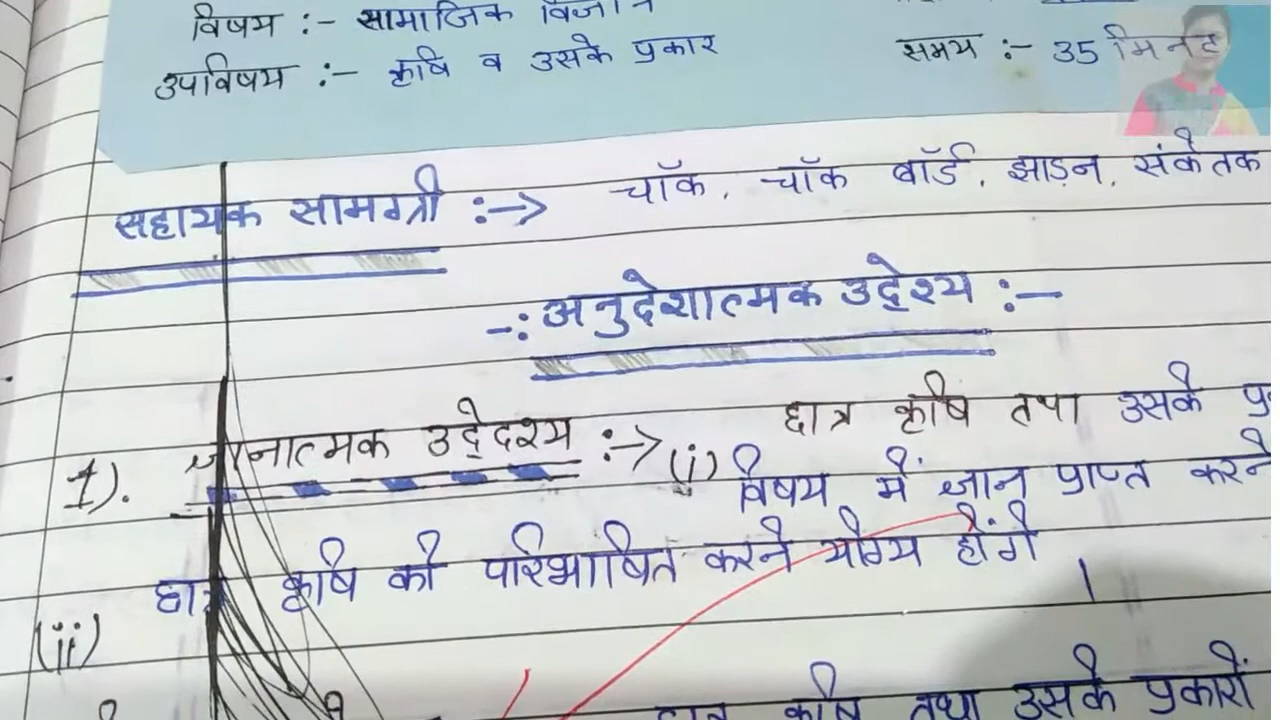 विषय :- सामाजिक विज्ञान
उपविषय :- कृषि व उसके प्रकार
समय :- 35 मिनट
सहायक सामग्री :-> चॉक, चॉक बॉर्ड, झाड़न, संकेतक
-: अनुदेशात्मक उद्देश्य :-
1). ज्ञानात्मक उद्देश्य :-> (i) छात्र कृषि तथा उसके
विषय में ज्ञान प्राप्त करने
(ii) छात्र कृषि को परिभाषित करने योग्य होंगे।
छात्र कृषि तथा उसके प्रकारों